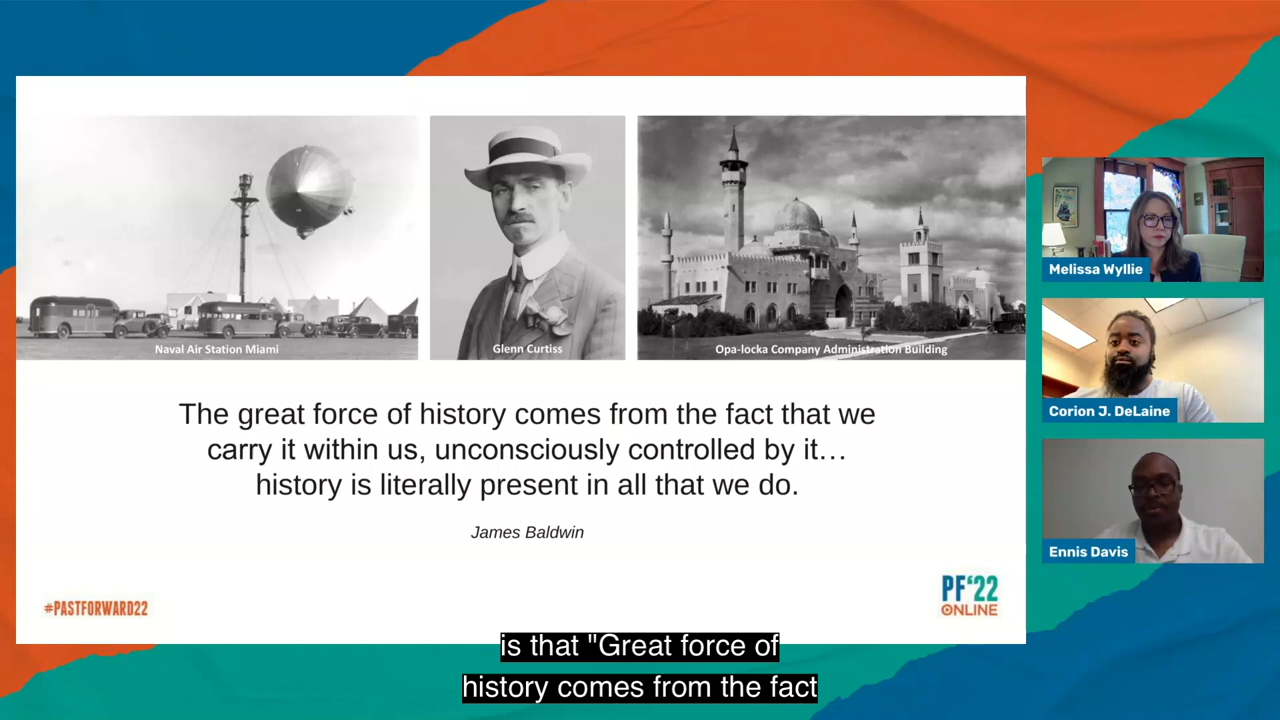 Naval Air Station Miami
Glenn Curtiss
Opa-locka Company Administration Building
The great force of history comes from the fact that we
carry it within us, unconsciously controlled by it…
history is literally present in all that we do.
James Baldwin
#PASTFORWARD22
PF'22
ONLINE
Melissa Wyllie
Corion J. DeLaine
Ennis Davis
is that "Great force of
history comes from the fact